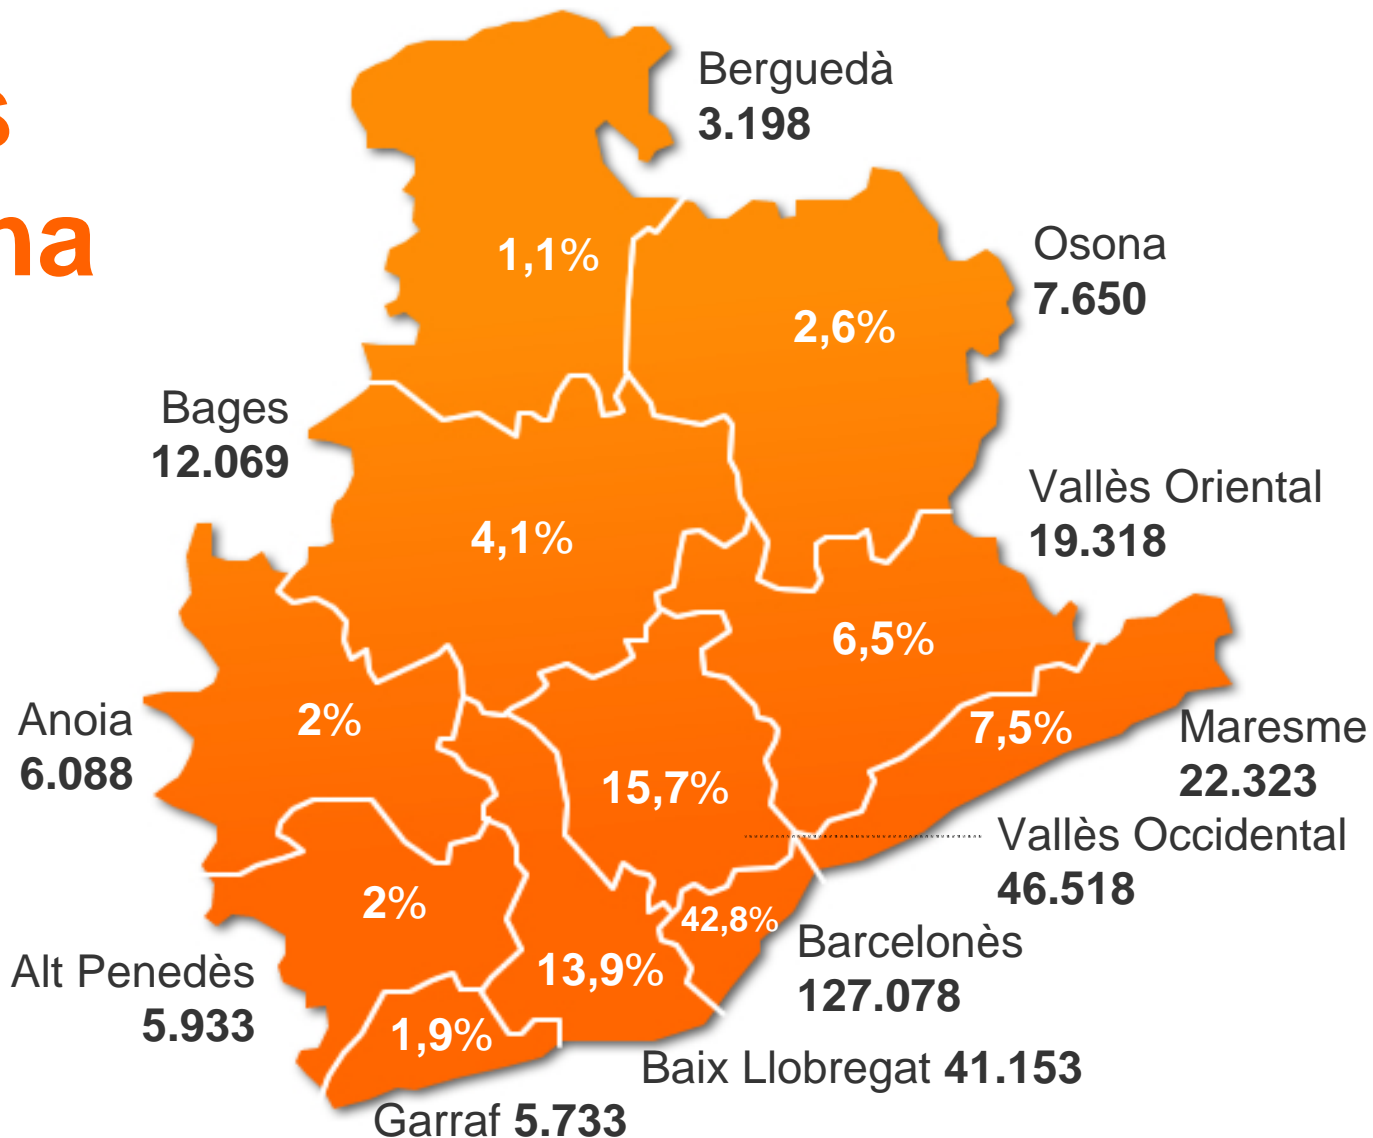 s
na
Berguedà
3.198
1,1%
Osona
7.650
2,6%
Bages
12.069
4,1%
Vallès Oriental
19.318
6,5%
Anoia
6.088
2%
7,5%
Maresme
22.323
15,7%
Vallès Occidental
46.518
2%
42,8%
Barcelonès
127.078
Alt Penedès
5.933
13,9%
1,9%
Baix Llobregat 41.153
Garraf 5.733